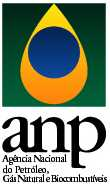 anp
Agência Nacional
do Petróleo,
Gás Natural e Biocombustíveis